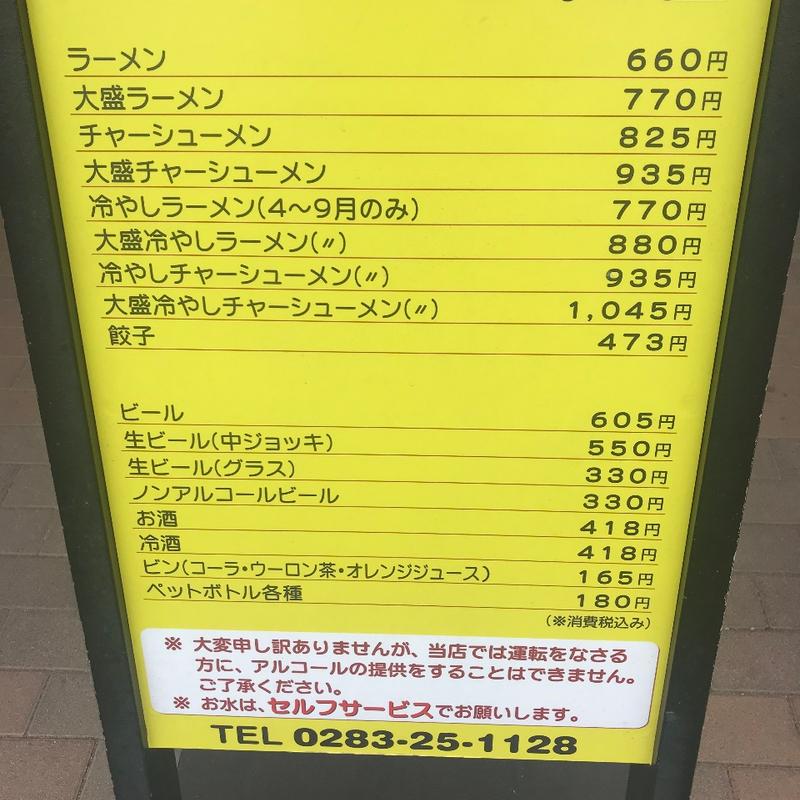 ラーメン 660円
大盛ラーメン 770円
チャーシューメン 825円
大盛チャーシューメン 935円
冷やしラーメン(4〜9月のみ) 770円
大盛冷やしラーメン(〃) 880円
冷やしチャーシューメン(〃) 935円
大盛冷やしチャーシューメン(〃) 1,045円
餃子 473円
ビール 605円
生ビール(中ジョッキ) 550円
生ビール(グラス) 330円
ノンアルコールビール 330円
お酒 418円
冷酒 418円
ビン(コーラ・ウーロン茶・オレンジジュース) 165円
ペットボトル各種 180円
(※消費税込み)
※ 大変申し訳ありませんが、当店では運転をなさる
方に、アルコールの提供をすることはできません。
ご了承ください。
※ お水は、セルフサービスでお願いします。
TEL 0283-25-1128